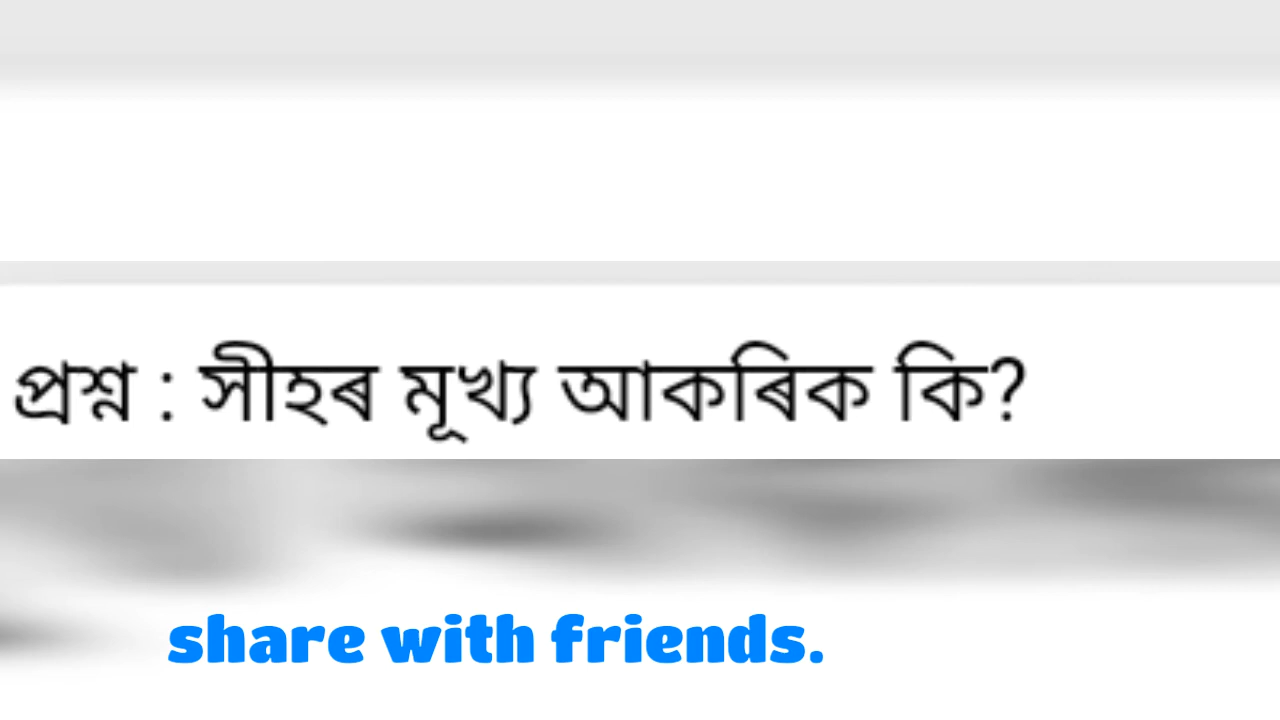 প্ৰশ্ন : সীহৰ মূখ্য আকৰিক কি?
share with friends.